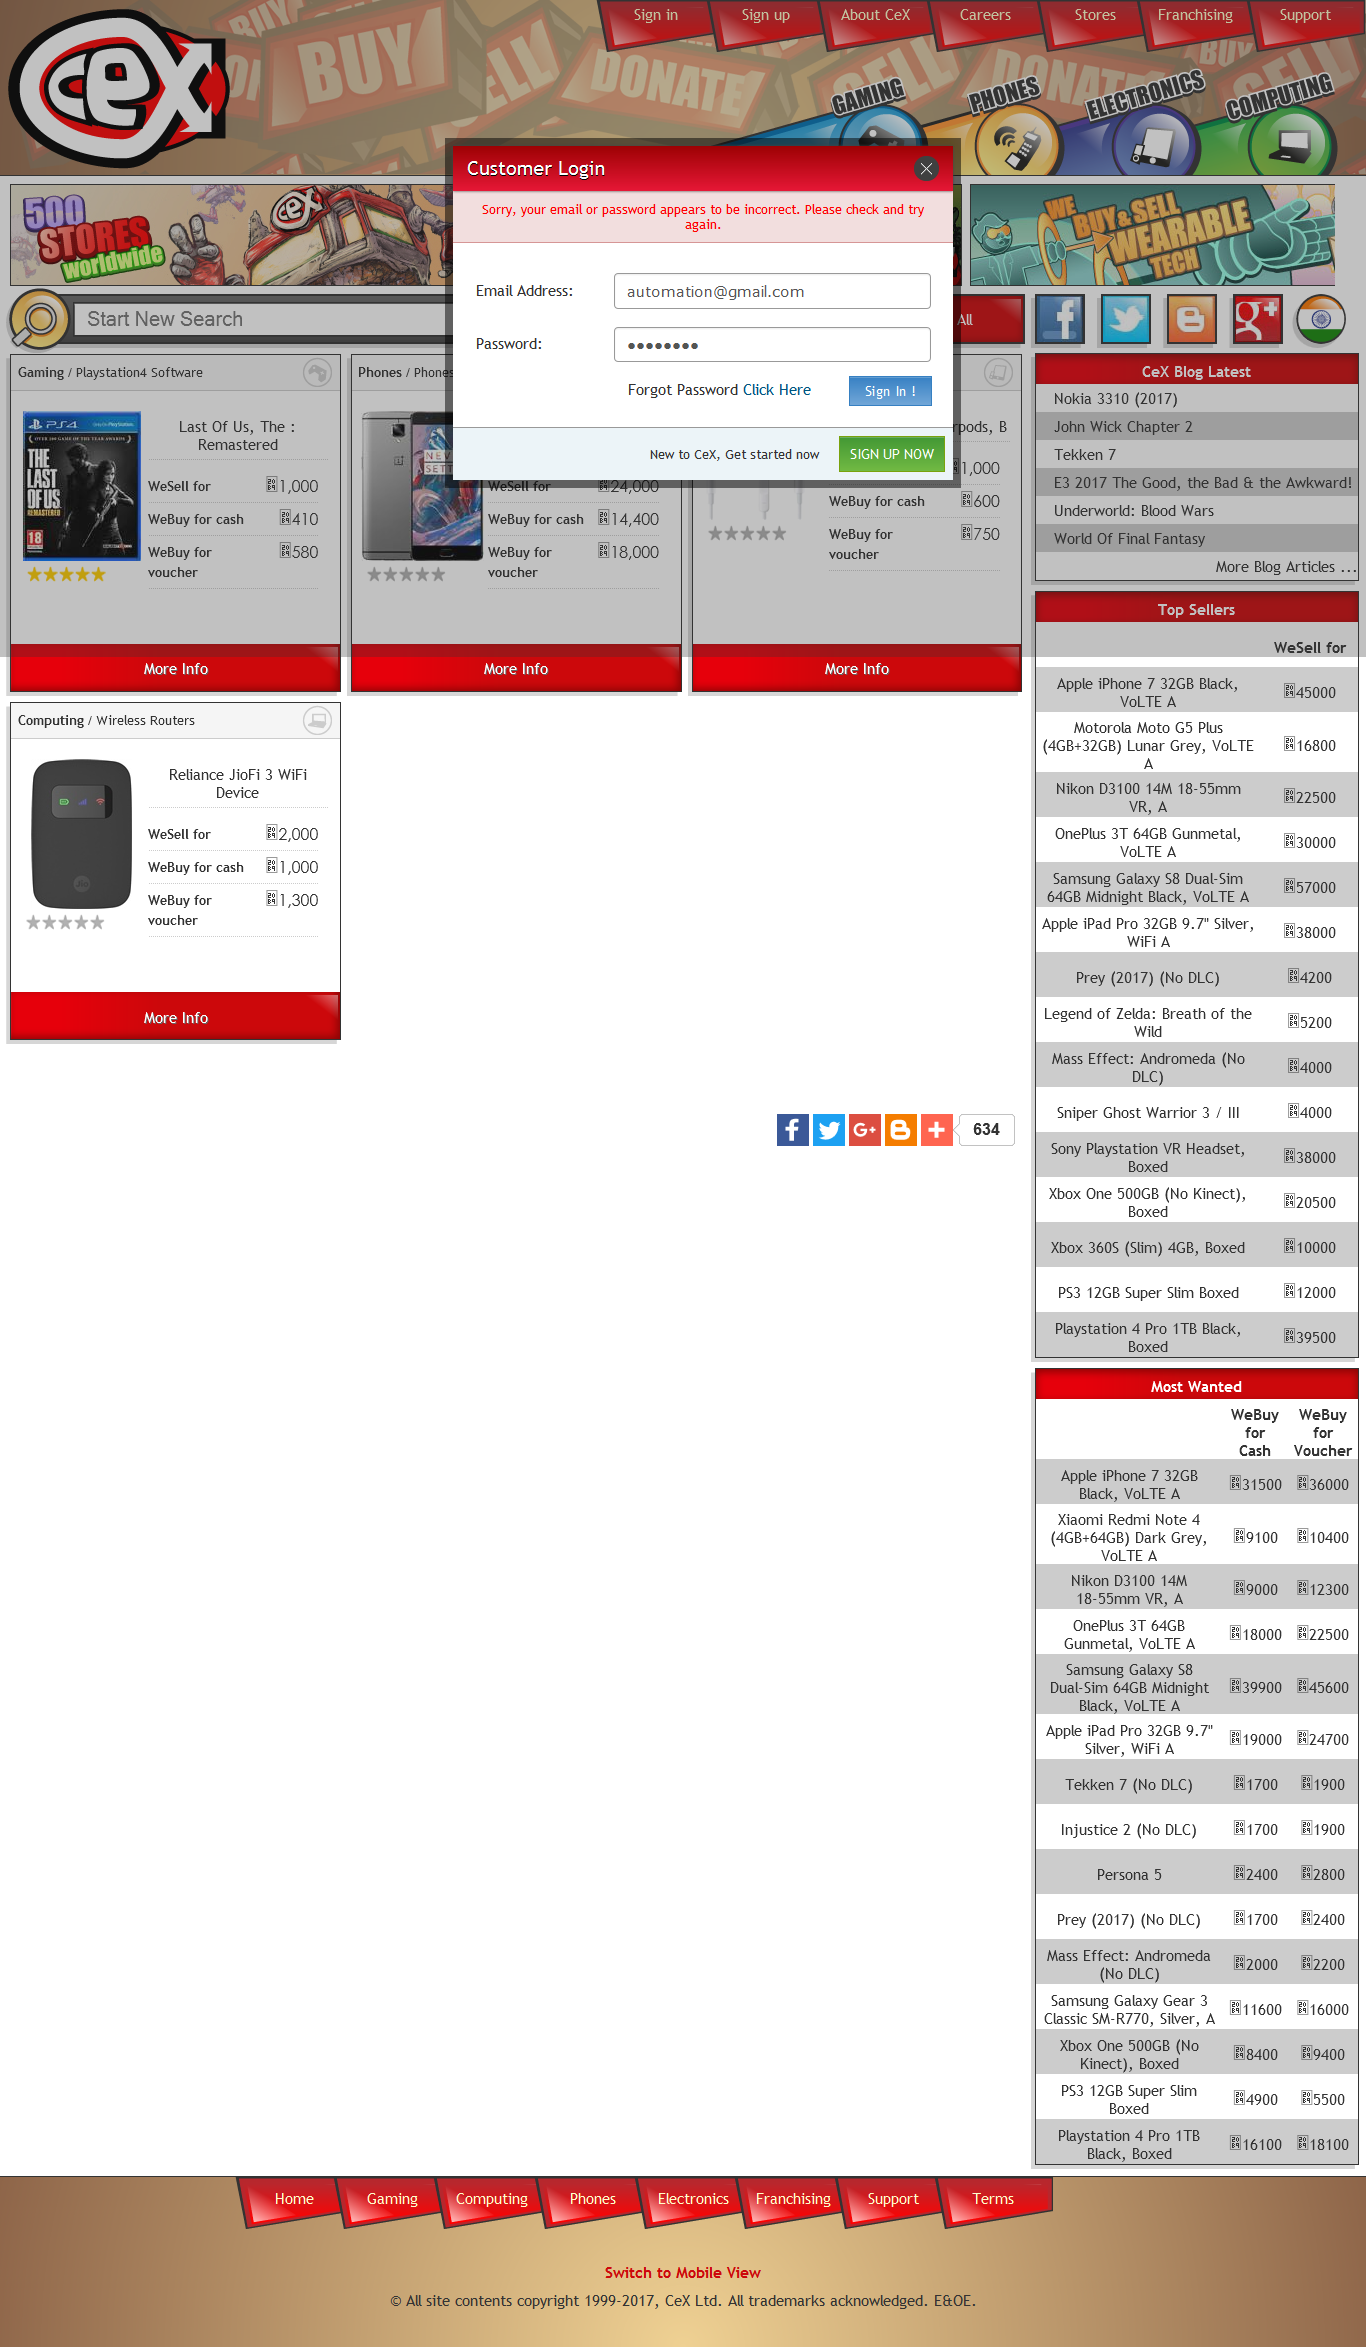 Sign in
Sign up
About CeX
Careers
Stores
Franchising
Support
CeX
BUY
SELL
DONATE
SELL
BUY
GAMING
PHONES
ELECTRONICS
COMPUTING
Customer Login
Sorry, your email or password appears to be incorrect. Please check and try
again.
Email Address:
automation@gmail.com
Password:
●●●●●●●●
Forgot Password Click Here
Sign In !
New to CeX, Get started now
SIGN UP NOW
500
STORES
worldwide
CeX
WE
BUY & SELL
WEARABLE
TECH
Start New Search
All
Gaming / Playstation4 Software
PS4
THE
LAST
OF US
REMASTERED
18
Last Of Us, The :
Remastered
WeSell for 1,000
WeBuy for cash 410
WeBuy for 580
voucher
More Info
Phones / Phones
NEV
SETT
WeSell for 24,000
WeBuy for cash 14,400
WeBuy for 18,000
voucher
More Info
rpods, B
1,000
WeBuy for cash 600
WeBuy for 750
voucher
More Info
Computing / Wireless Routers
Jio
Reliance JioFi 3 WiFi
Device
WeSell for 2,000
WeBuy for cash 1,000
WeBuy for 1,300
voucher
More Info
634
CeX Blog Latest
Nokia 3310 (2017)
John Wick Chapter 2
Tekken 7
E3 2017 The Good, the Bad & the Awkward!
Underworld: Blood Wars
World Of Final Fantasy
More Blog Articles ...
Top Sellers
WeSell for
Apple iPhone 7 32GB Black,
VoLTE A 45000
Motorola Moto G5 Plus
(4GB+32GB) Lunar Grey, VoLTE 16800
A
Nikon D3100 14M 18-55mm
VR, A 22500
OnePlus 3T 64GB Gunmetal,
VoLTE A 30000
Samsung Galaxy S8 Dual-Sim
64GB Midnight Black, VoLTE A 57000
Apple iPad Pro 32GB 9.7" Silver,
WiFi A 38000
Prey (2017) (No DLC) 4200
Legend of Zelda: Breath of the
Wild 5200
Mass Effect: Andromeda (No
DLC) 4000
Sniper Ghost Warrior 3 / III 4000
Sony Playstation VR Headset,
Boxed 38000
Xbox One 500GB (No Kinect),
Boxed 20500
Xbox 360S (Slim) 4GB, Boxed 10000
PS3 12GB Super Slim Boxed 12000
Playstation 4 Pro 1TB Black,
Boxed 39500
Most Wanted
WeBuy for Cash
WeBuy for Voucher
Apple iPhone 7 32GB
Black, VoLTE A 31500 36000
Xiaomi Redmi Note 4
(4GB+64GB) Dark Grey, 9100 10400
VoLTE A
Nikon D3100 14M
18-55mm VR, A 9000 12300
OnePlus 3T 64GB
Gunmetal, VoLTE A 18000 22500
Samsung Galaxy S8
Dual-Sim 64GB Midnight 39900 45600
Black, VoLTE A
Apple iPad Pro 32GB 9.7"
Silver, WiFi A 19000 24700
Tekken 7 (No DLC) 1700 1900
Injustice 2 (No DLC) 1700 1900
Persona 5 2400 2800
Prey (2017) (No DLC) 1700 2400
Mass Effect: Andromeda
(No DLC) 2000 2200
Samsung Galaxy Gear 3
Classic SM-R770, Silver, A 11600 16000
Xbox One 500GB (No
Kinect), Boxed 8400 9400
PS3 12GB Super Slim
Boxed 4900 5500
Playstation 4 Pro 1TB
Black, Boxed 16100 18100
Home
Gaming
Computing
Phones
Electronics
Franchising
Support
Terms
Switch to Mobile View
© All site contents copyright 1999-2017, CeX Ltd. All trademarks acknowledged. E&OE.